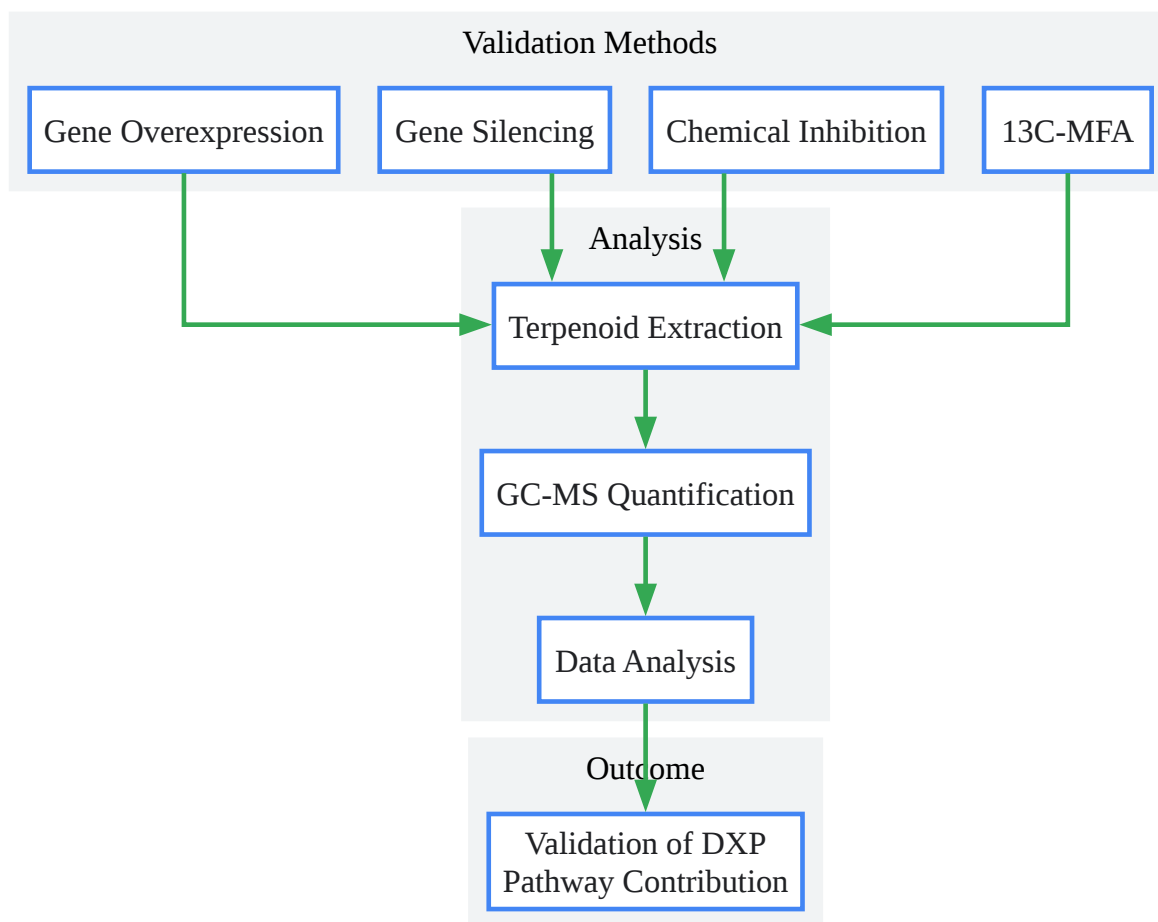 Validation Methods
Gene Overexpression
Gene Silencing
Chemical Inhibition
13C-MFA
Analysis
Terpenoid Extraction
GC-MS Quantification
Data Analysis
Outcome
Validation of DXP
Pathway Contribution